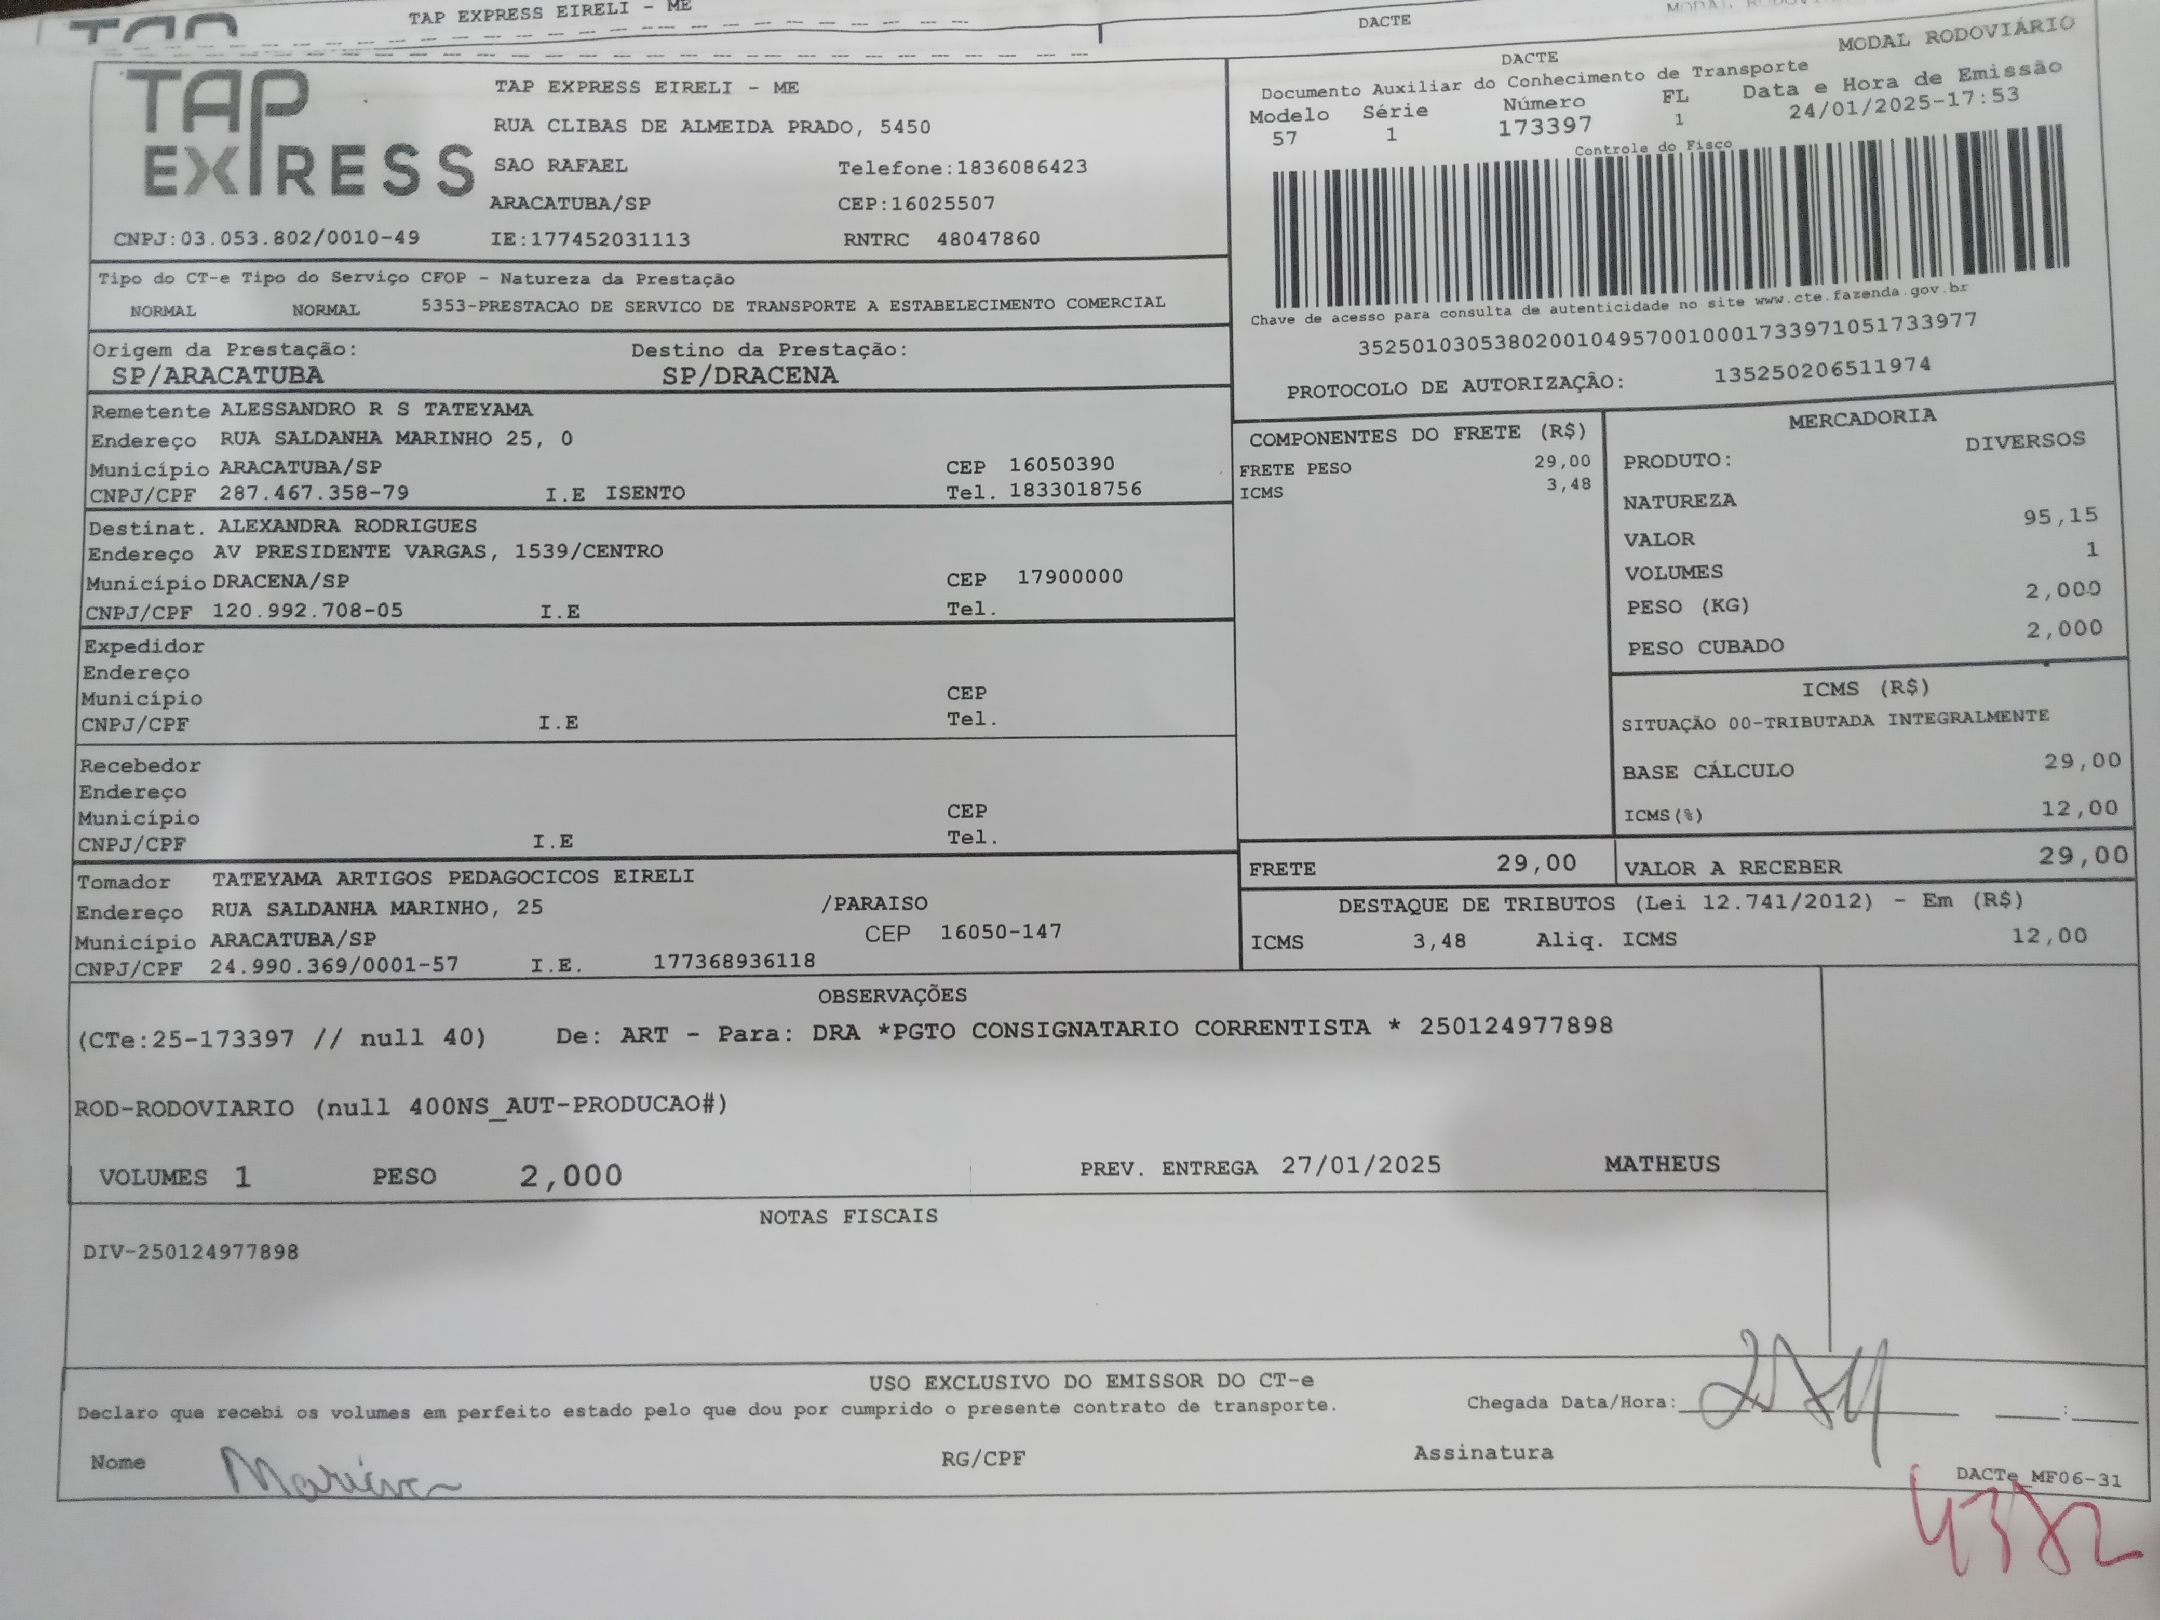 TAP EXPRESS EIRELI - ME
DACTE
TAP EXPRESS
TAP EXPRESS EIRELI - ME
RUA CLIBAS DE ALMEIDA PRADO, 5450
SAO RAFAEL Telefone:1836086423
ARACATUBA/SP CEP:16025507
CNPJ:03.053.802/0010-49 IE:177452031113 RNTRC 48047860
DACTE MODAL RODOVIÁRIO
Documento Auxiliar do Conhecimento de Transporte
Modelo Série Número FL Data e Hora de Emissão
57 1 173397 1 24/01/2025-17:53
Controle do Fisco
Chave de acesso para consulta de autenticidade no site www.cte.fazenda.gov.br
35250103053802001049570010001733971051733977
PROTOCOLO DE AUTORIZAÇÃO: 135250206511974
Tipo do CT-e Tipo do Serviço CFOP - Natureza da Prestação
NORMAL NORMAL 5353-PRESTACAO DE SERVICO DE TRANSPORTE A ESTABELECIMENTO COMERCIAL
Origem da Prestação: Destino da Prestação:
SP/ARACATUBA SP/DRACENA
Remetente ALESSANDRO R S TATEYAMA
Endereço RUA SALDANHA MARINHO 25, 0
Município ARACATUBA/SP CEP 16050390
CNPJ/CPF 287.467.358-79 I.E ISENTO Tel. 1833018756
Destinat. ALEXANDRA RODRIGUES
Endereço AV PRESIDENTE VARGAS, 1539/CENTRO
Município DRACENA/SP CEP 17900000
CNPJ/CPF 120.992.708-05 I.E Tel.
Expedidor
Endereço
Município CEP
CNPJ/CPF I.E Tel.
Recebedor
Endereço
Município CEP
CNPJ/CPF I.E Tel.
Tomador TATEYAMA ARTIGOS PEDAGOCICOS EIRELI
Endereço RUA SALDANHA MARINHO, 25 /PARAISO
Município ARACATUBA/SP CEP 16050-147
CNPJ/CPF 24.990.369/0001-57 I.E. 177368936118
COMPONENTES DO FRETE (R$)
FRETE PESO 29,00
ICMS 3,48
MERCADORIA
PRODUTO: DIVERSOS
NATUREZA
VALOR 95,15
VOLUMES 1
PESO (KG) 2,000
PESO CUBADO 2,000
ICMS (R$)
SITUAÇÃO 00-TRIBUTADA INTEGRALMENTE
BASE CÁLCULO 29,00
ICMS(%) 12,00
FRETE 29,00 VALOR A RECEBER 29,00
DESTAQUE DE TRIBUTOS (Lei 12.741/2012) - Em (R$)
ICMS 3,48 Aliq. ICMS 12,00
OBSERVAÇÕES
(CTe:25-173397 // null 40) De: ART - Para: DRA *PGTO CONSIGNATARIO CORRENTISTA * 250124977898
ROD-RODOVIARIO (null 400NS_AUT-PRODUCAO#)
VOLUMES 1 PESO 2,000 PREV. ENTREGA 27/01/2025 MATHEUS
NOTAS FISCAIS
DIV-250124977898
USO EXCLUSIVO DO EMISSOR DO CT-e
Declaro que recebi os volumes em perfeito estado pelo que dou por cumprido o presente contrato de transporte.
Chegada Data/Hora: :
Nome RG/CPF Assinatura
DACTe_MF06-31